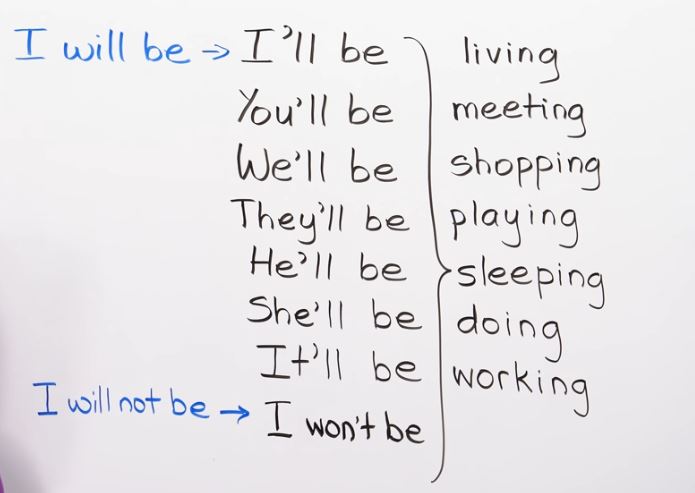 I will be → I'll be
You'll be
We'll be
They'll be
He'll be
She'll be
It'll be
I will not be → I won't be
living
meeting
shopping
playing
sleeping
doing
working